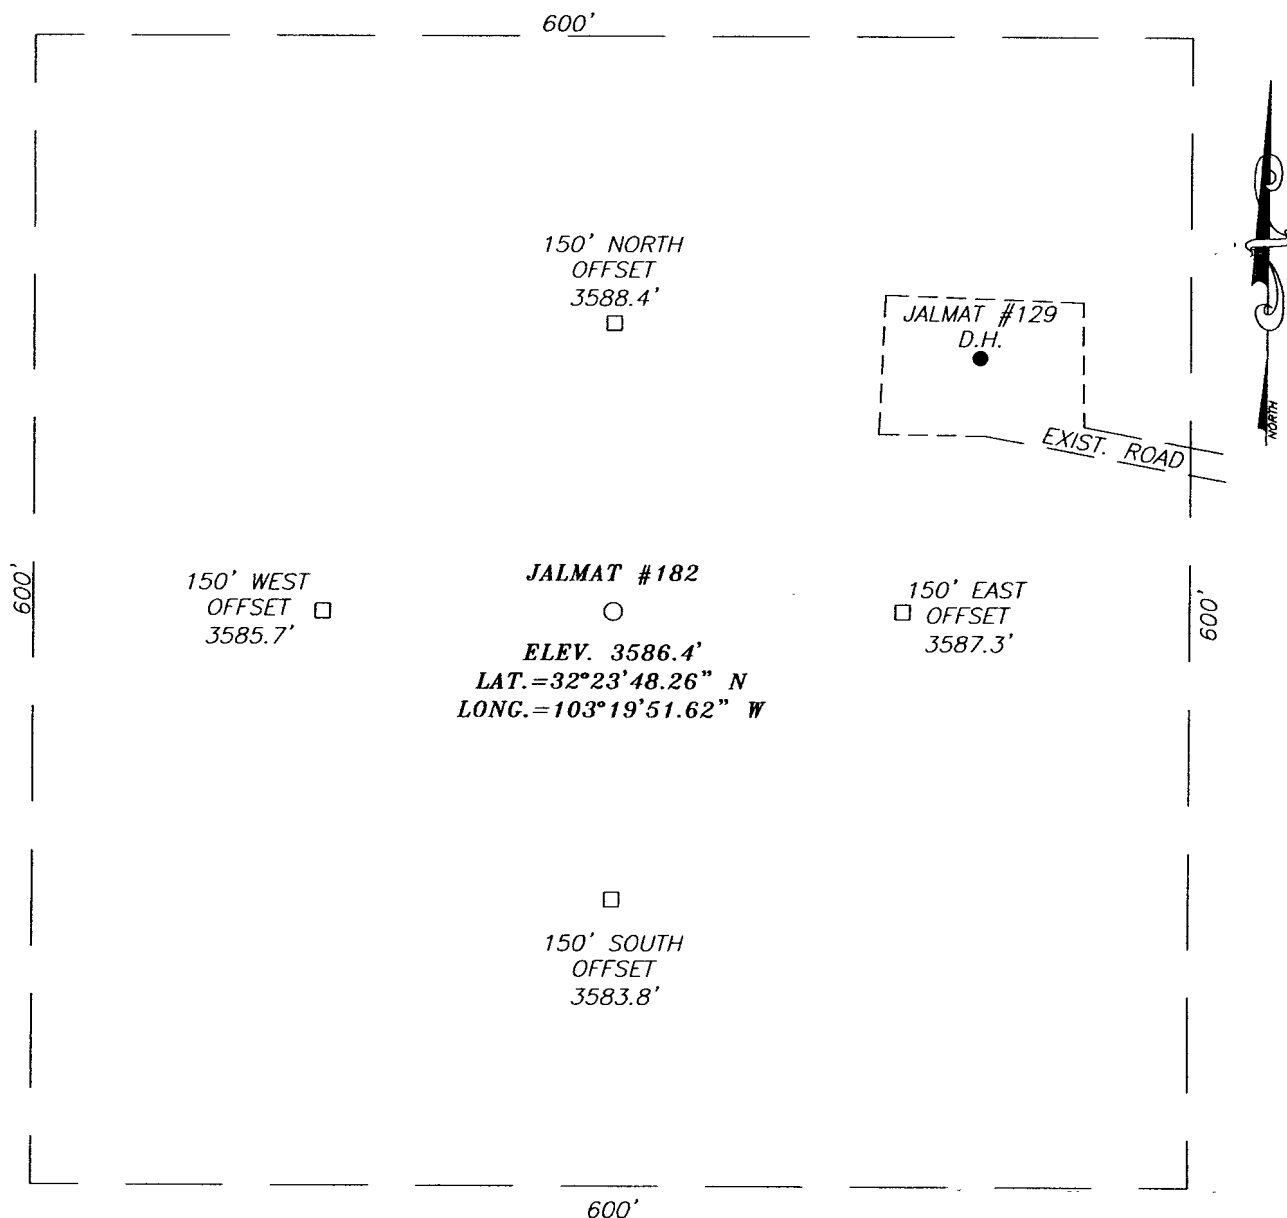 600'
150' NORTH
OFFSET
3588.4'
JALMAT #129
D.H.
NORTH
EXIST. ROAD
600'
150' WEST
OFFSET
3585.7'
JALMAT #182
ELEV. 3586.4'
LAT.=32°23'48.26" N
LONG.=103°19'51.62" W
150' EAST
OFFSET
3587.3'
600'
150' SOUTH
OFFSET
3583.8'
600'